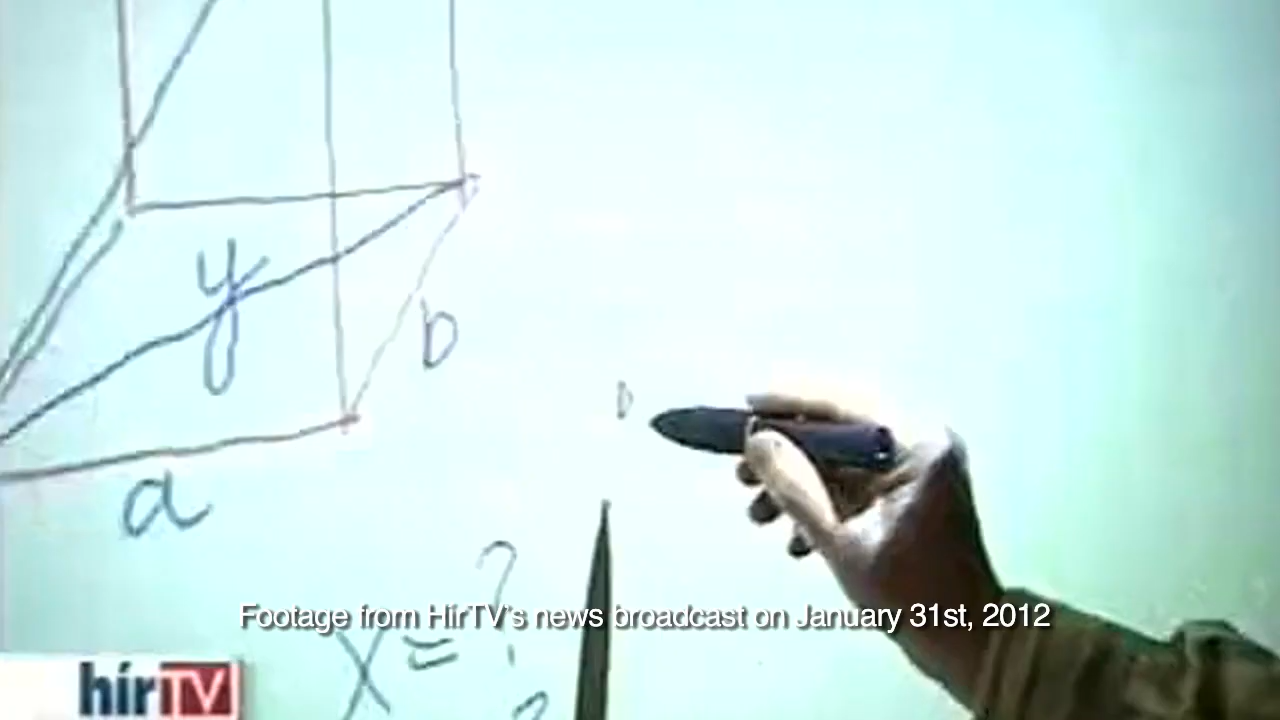 y
b
a
x = ?
?
Footage from HírTV's news broadcast on January 31st, 2012
hírTV